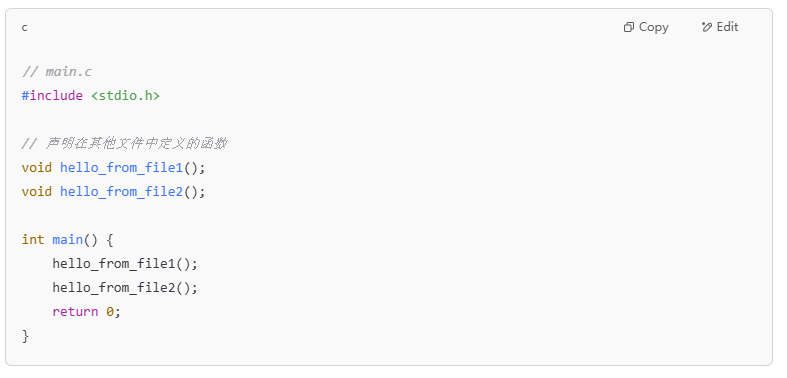 c
Copy
Edit
// main.c
#include <stdio.h>
// 声明在其他文件中定义的函数
void hello_from_file1();
void hello_from_file2();
int main() {
    hello_from_file1();
    hello_from_file2();
    return 0;
}